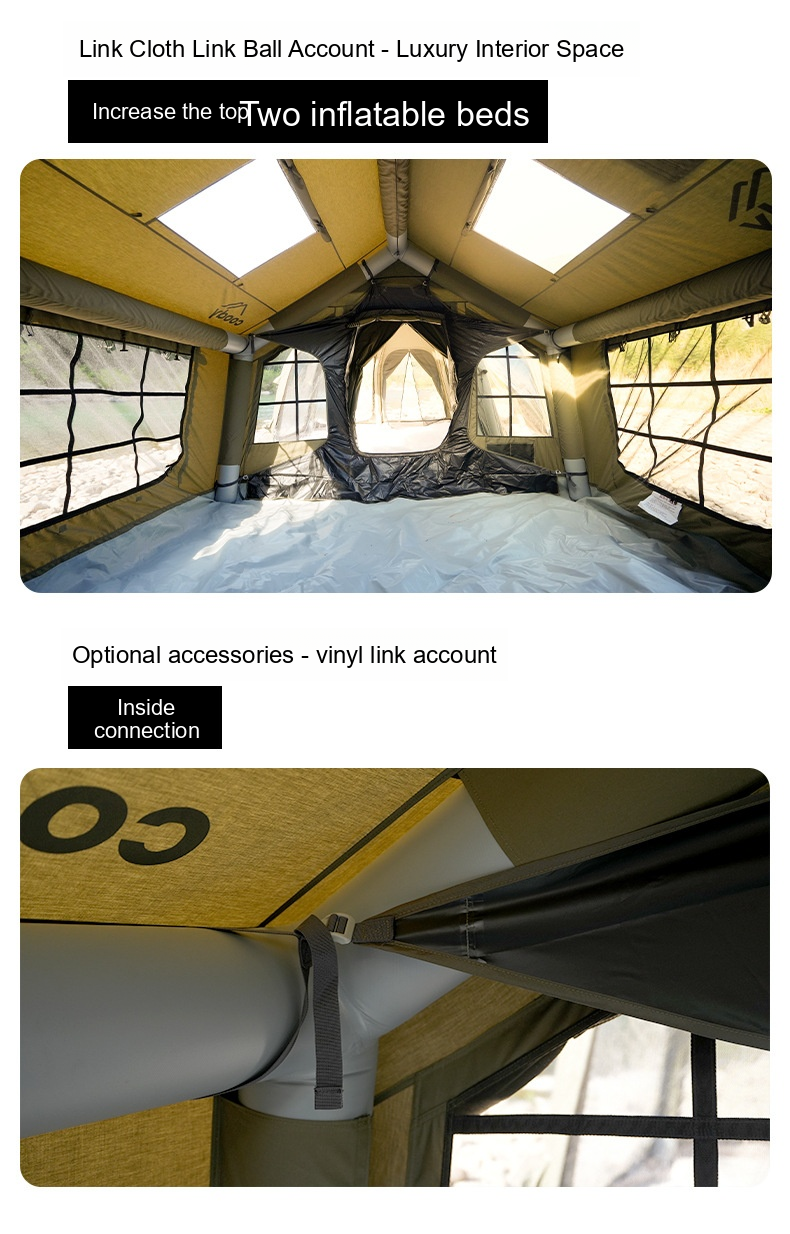 Link Cloth Link Ball Account - Luxury Interior Space
Increase the top
Two inflatable beds
coody
Optional accessories - vinyl link account
Inside
connection
CO